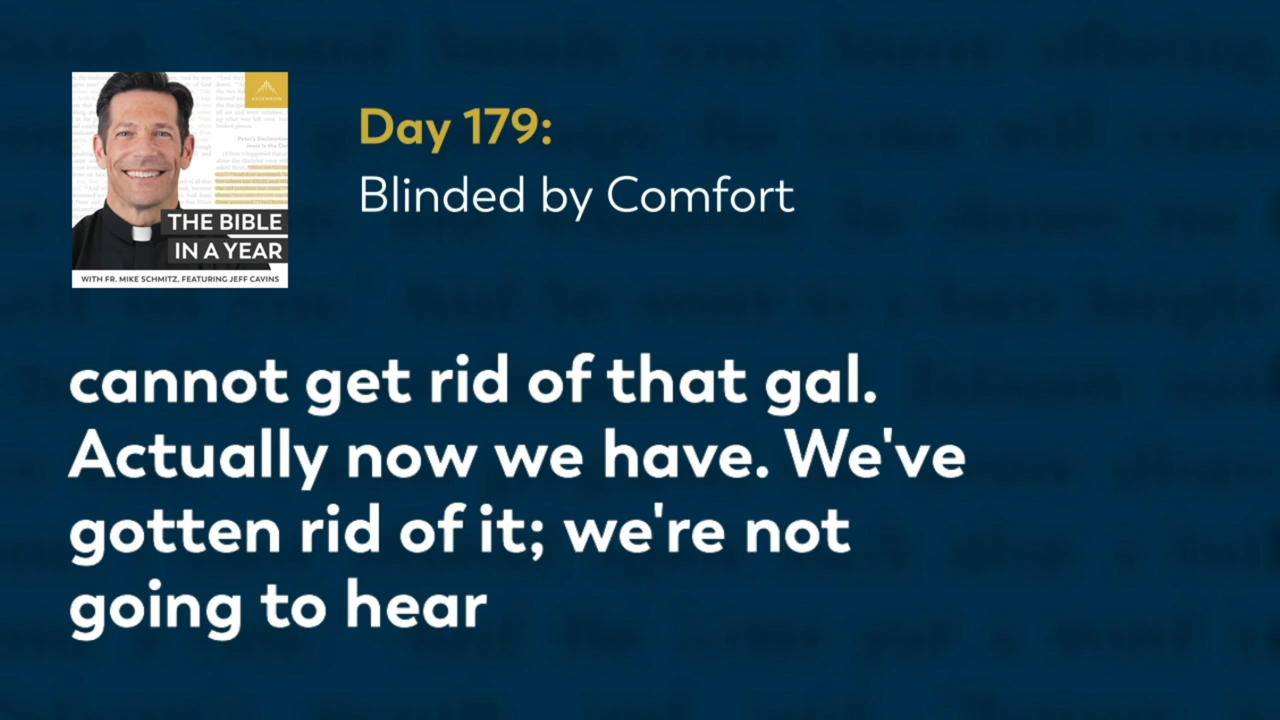 ASCENSION
THE BIBLE
IN A YEAR
WITH FR. MIKE SCHMITZ, FEATURING JEFF CAVINS
Day 179:
Blinded by Comfort
cannot get rid of that gal.
Actually now we have. We've
gotten rid of it; we're not
going to hear